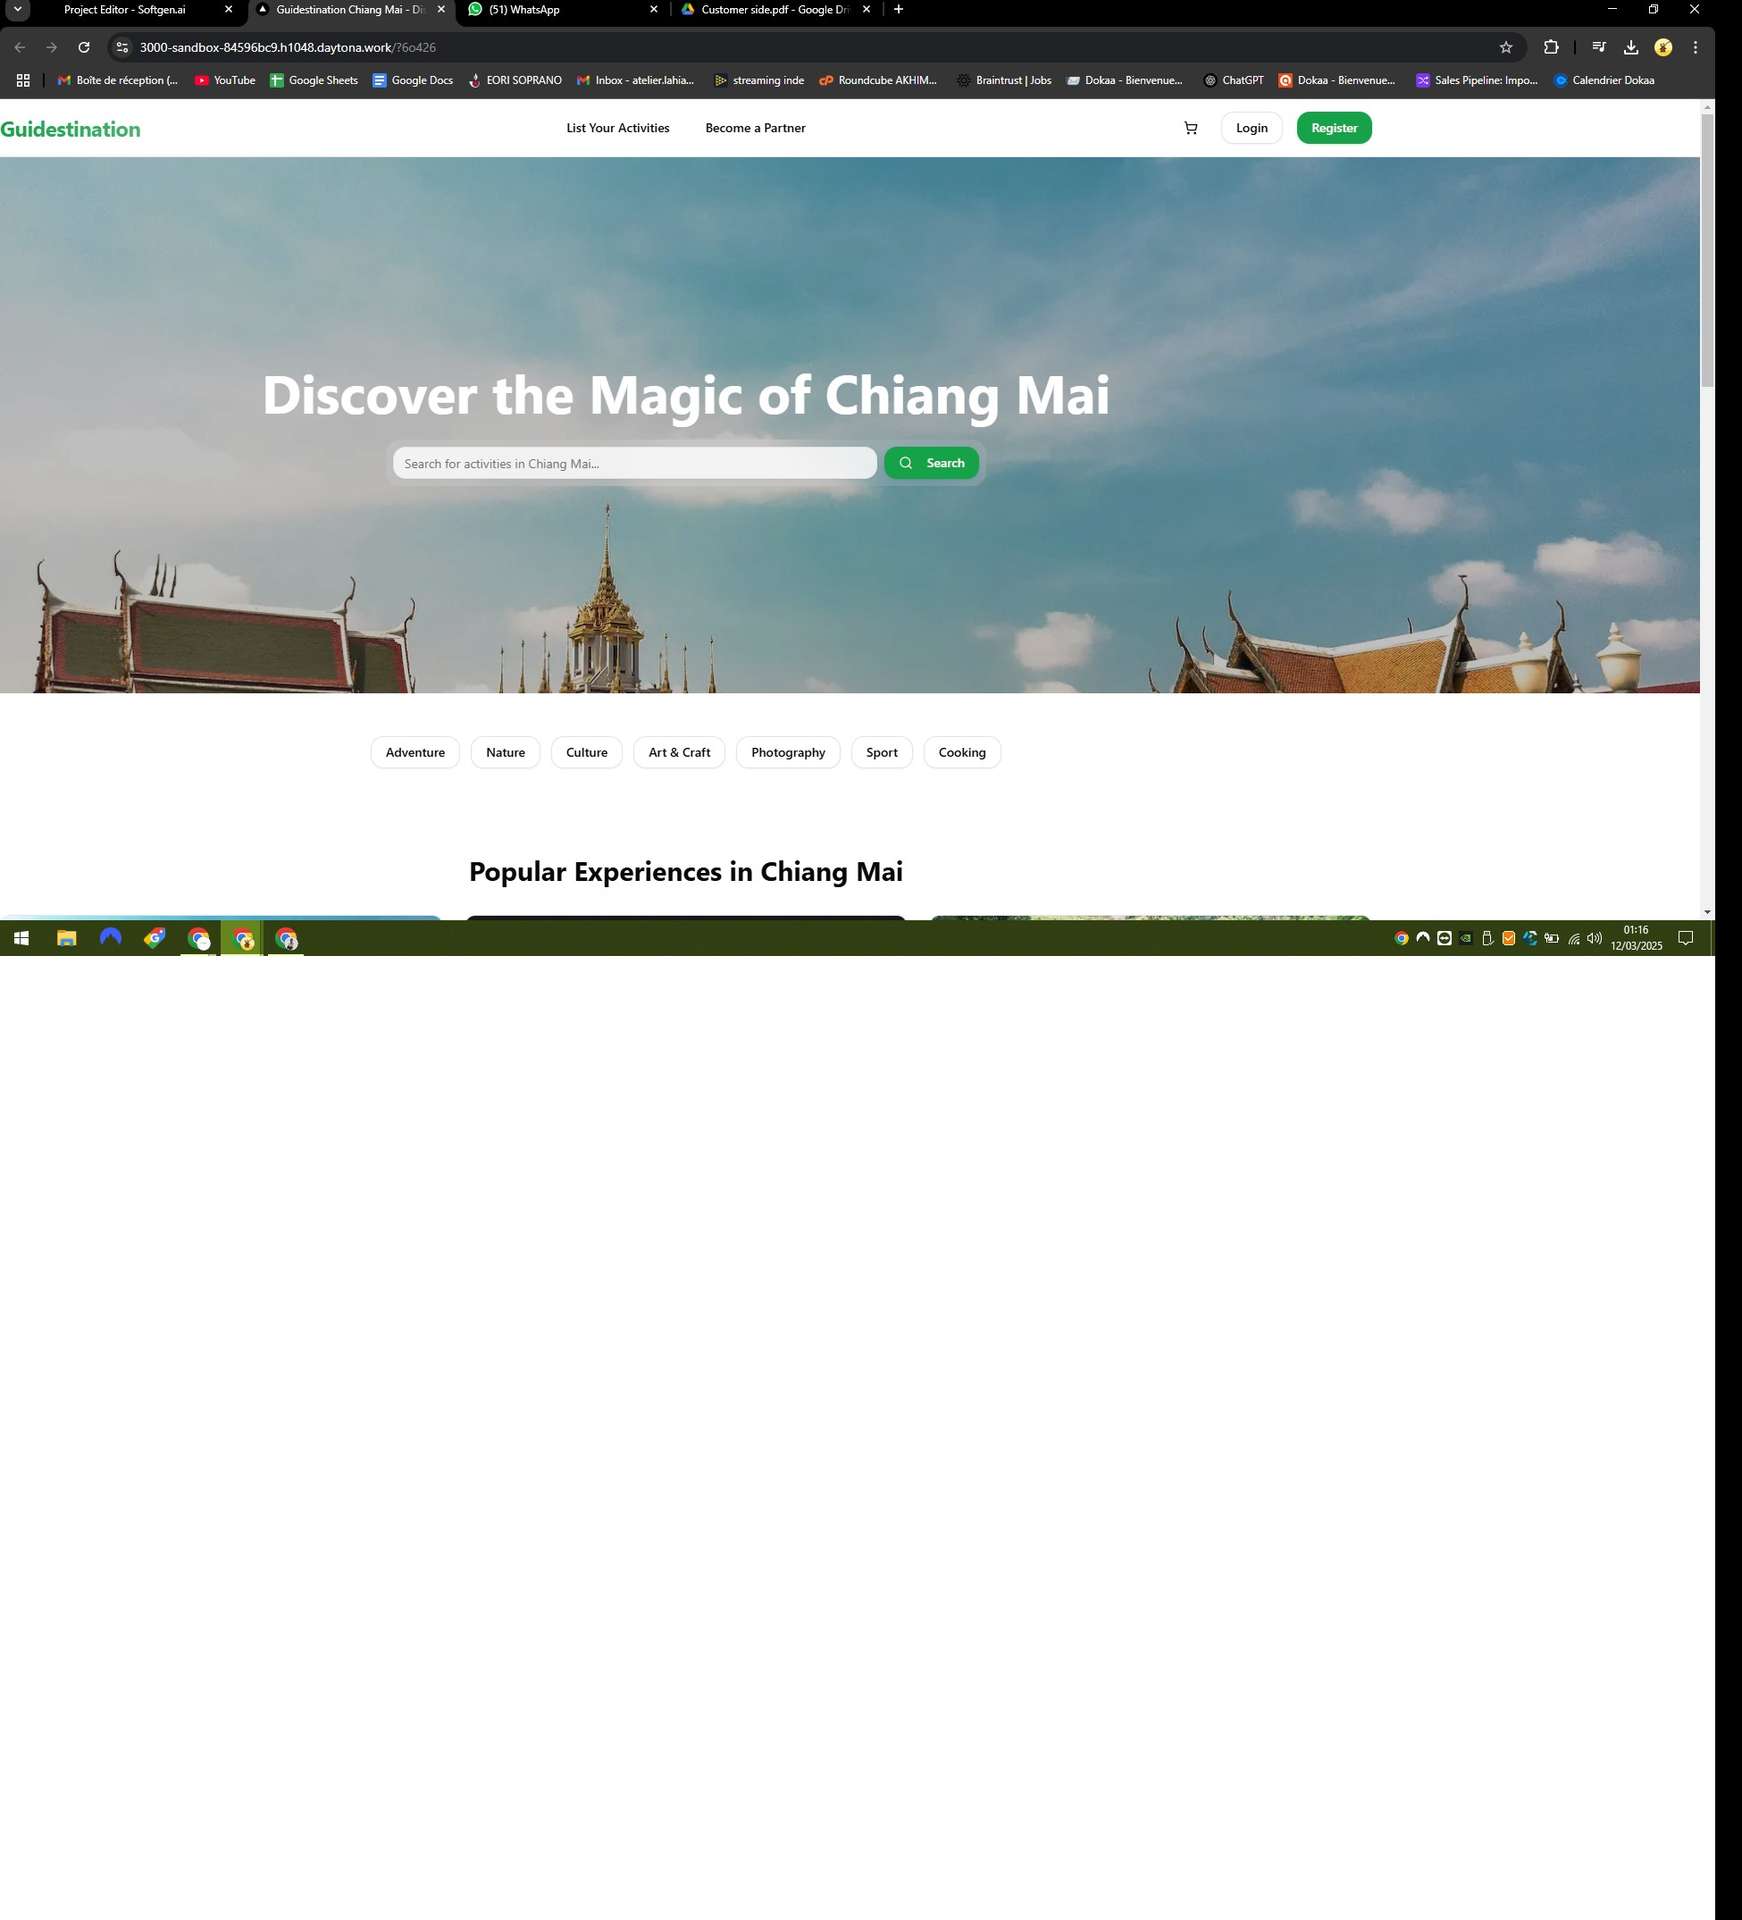 Project Editor - Softgen.ai
Guidestination Chiang Mai - Di
(51) WhatsApp
Customer side.pdf - Google Dri
3000-sandbox-84596bc9.h1048.daytona.work/?6o426
Boîte de réception (...
YouTube
Google Sheets
Google Docs
EORI SOPRANO
Inbox - atelier.lahia...
streaming inde
Roundcube AKHIM...
Braintrust | Jobs
Dokaa - Bienvenue...
ChatGPT
Dokaa - Bienvenue...
Sales Pipeline: Impo...
Calendrier Dokaa
Guidestination
List Your Activities
Become a Partner
Login
Register
Discover the Magic of Chiang Mai
Search for activities in Chiang Mai...
Search
Adventure
Nature
Culture
Art & Craft
Photography
Sport
Cooking
Popular Experiences in Chiang Mai
01:16
12/03/2025